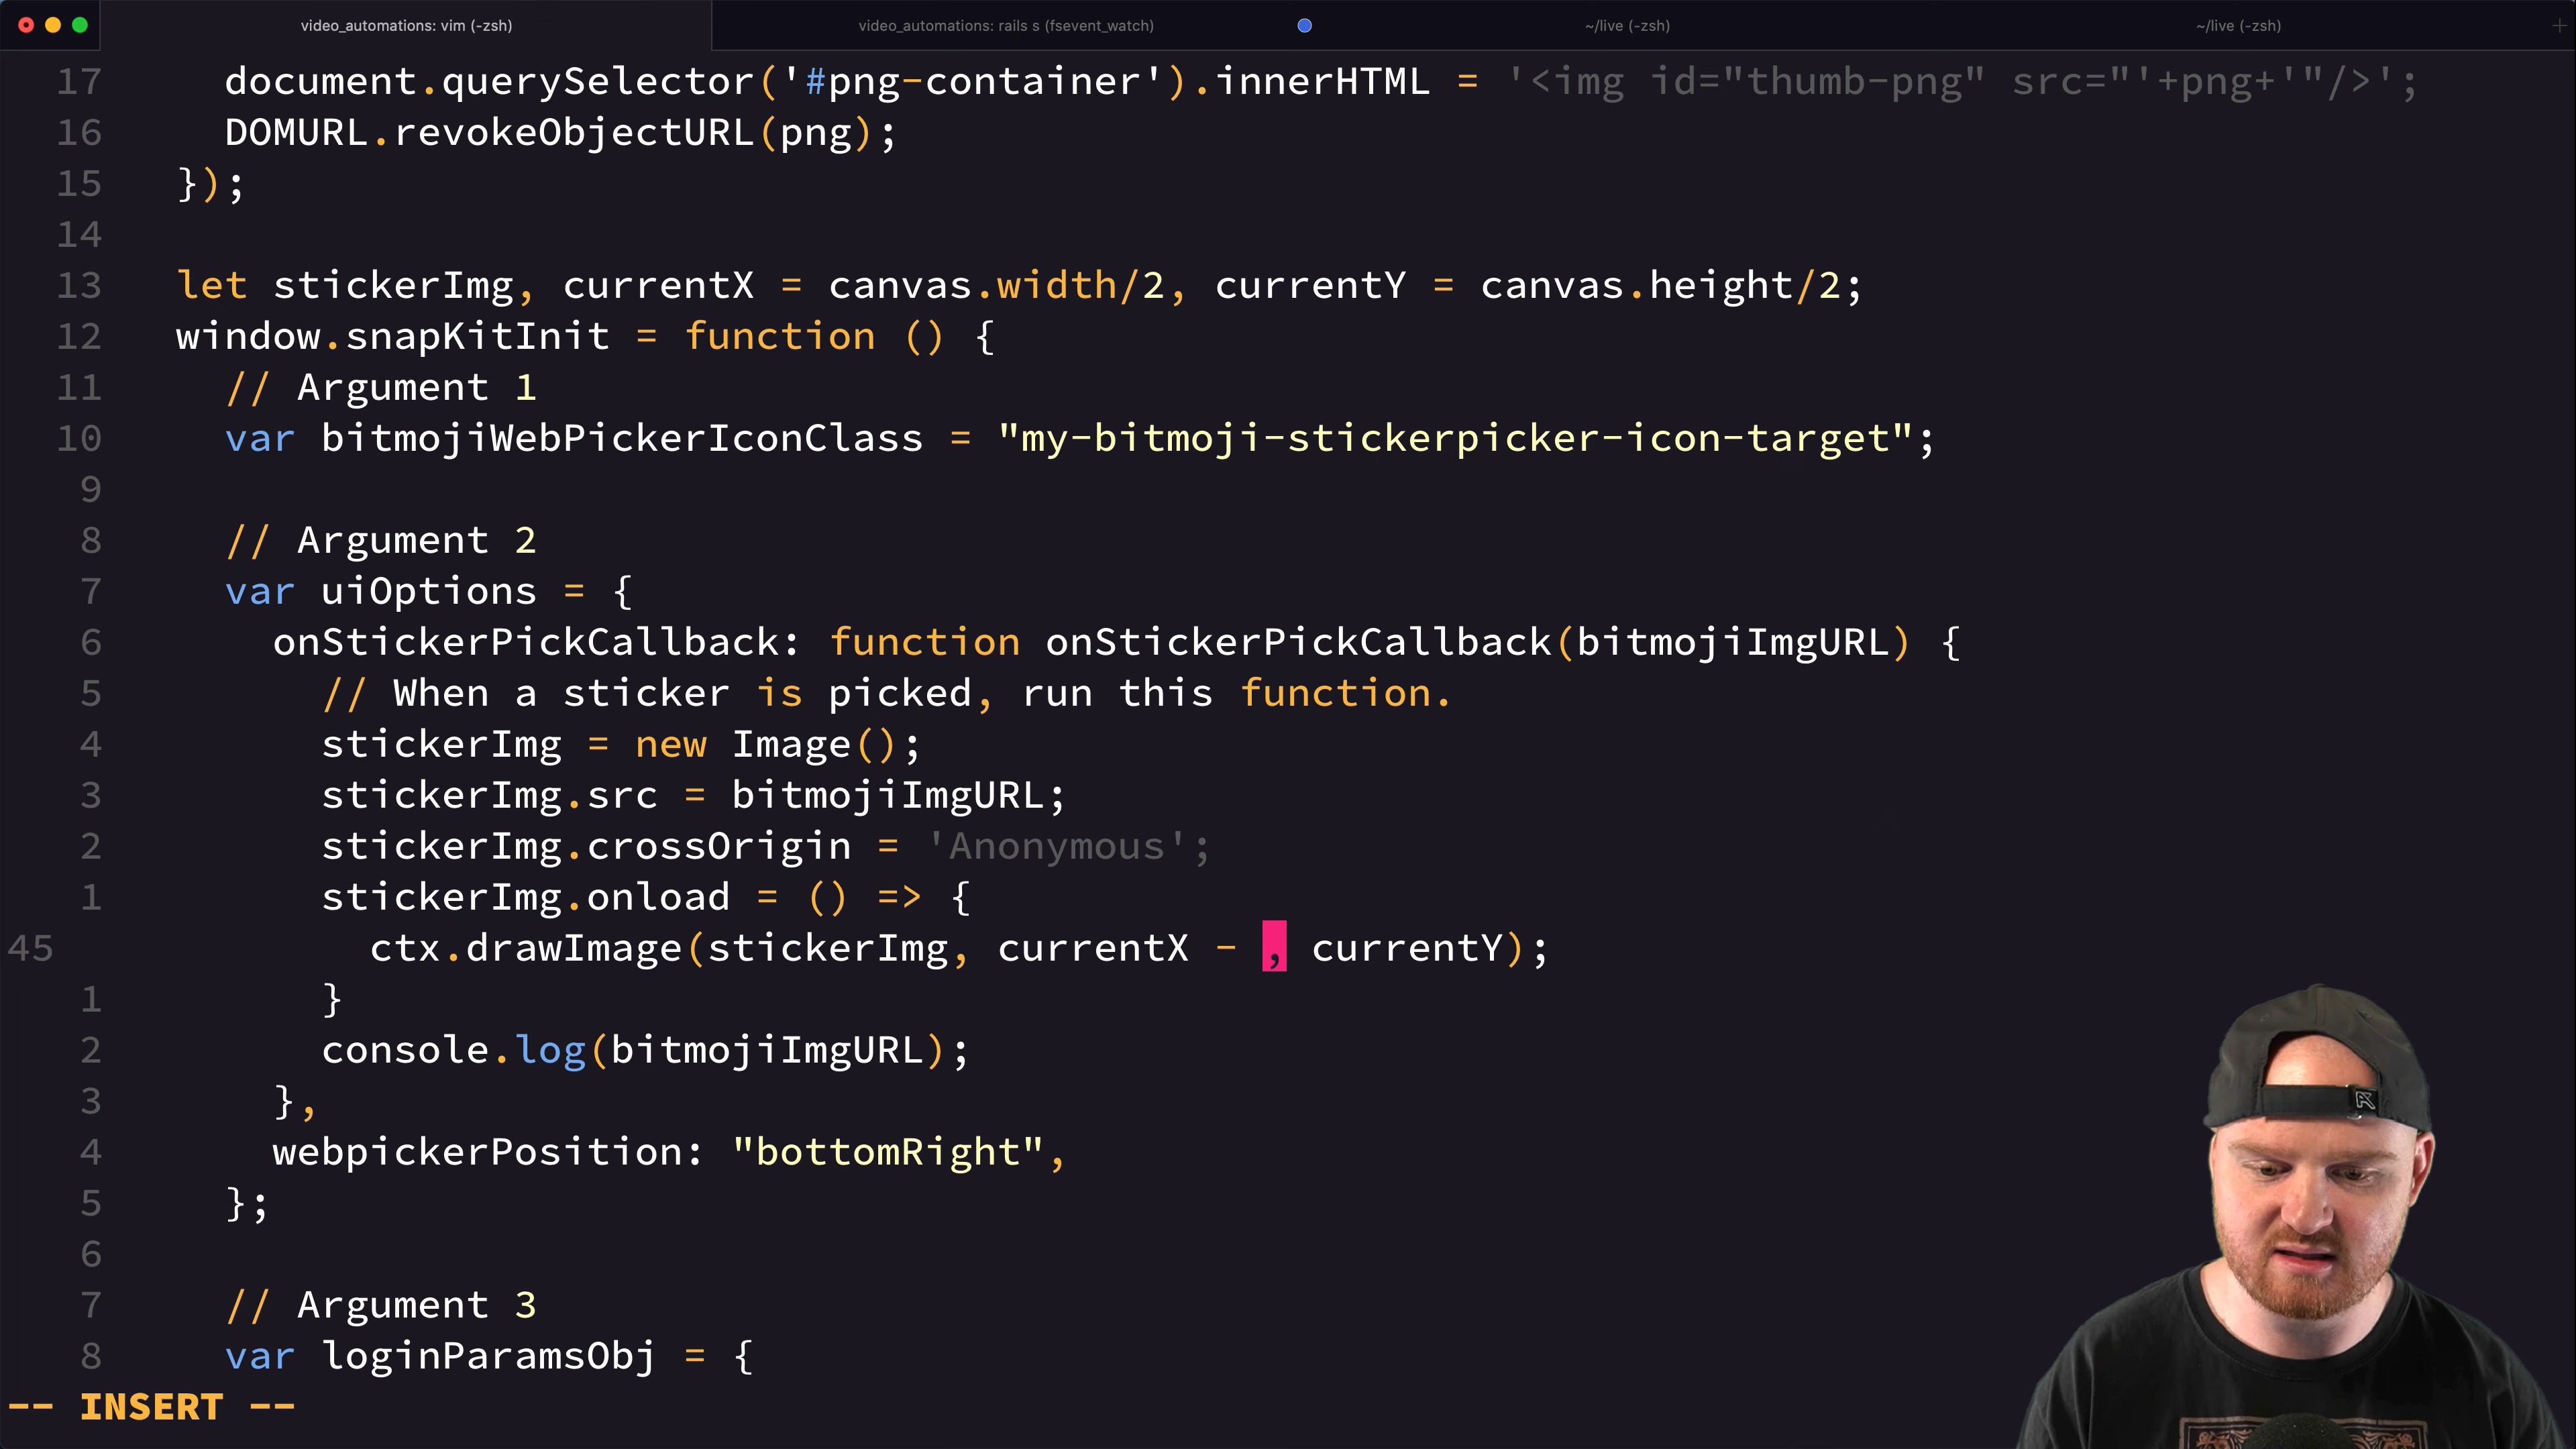 video_automations: vim (-zsh)
video_automations: rails s (fsevent_watch)
~/live (-zsh)
~/live (-zsh)
17 document.querySelector('#png-container').innerHTML = '<img id="thumb-png" src="'+png+'"/>';
16 DOMURL.revokeObjectURL(png);
15 });
14
13 let stickerImg, currentX = canvas.width/2, currentY = canvas.height/2;
12 window.snapKitInit = function () {
11 // Argument 1
10 var bitmojiWebPickerIconClass = "my-bitmoji-stickerpicker-icon-target";
9
8 // Argument 2
7 var uiOptions = {
6 onStickerPickCallback: function onStickerPickCallback(bitmojiImgURL) {
5 // When a sticker is picked, run this function.
4 stickerImg = new Image();
3 stickerImg.src = bitmojiImgURL;
2 stickerImg.crossOrigin = 'Anonymous';
1 stickerImg.onload = () => {
45 ctx.drawImage(stickerImg, currentX - , currentY);
1 }
2 console.log(bitmojiImgURL);
3 },
4 webpickerPosition: "bottomRight",
5 };
6
7 // Argument 3
8 var loginParamsObj = {
-- INSERT --